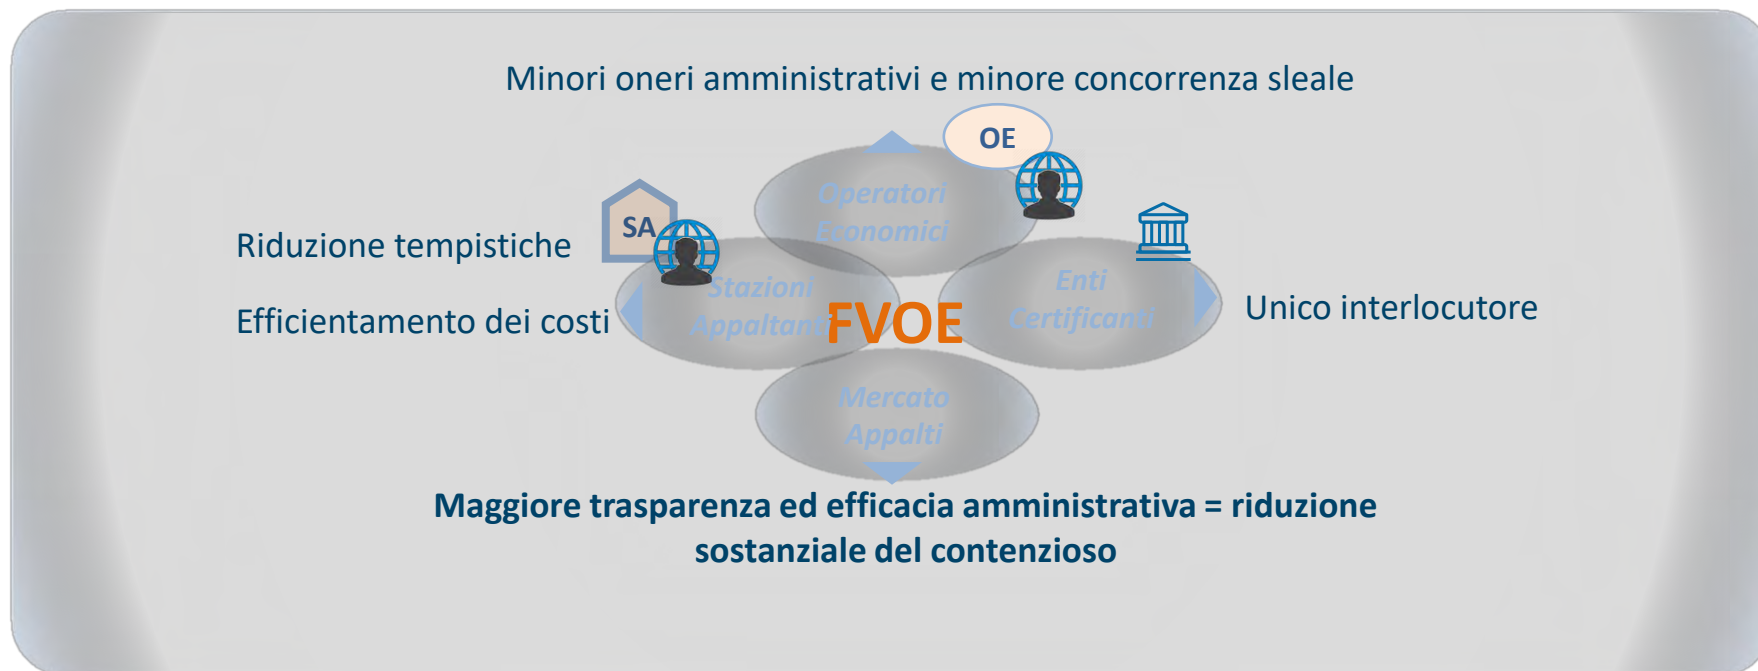 Minori oneri amministrativi e minore concorrenza sleale
OE
Operatori
Economici
SA
Riduzione tempistiche
Efficientamento dei costi
Stazioni
Appaltanti
FVOE
Enti
Certificanti
Unico interlocutore
Mercato
Appalti
Maggiore trasparenza ed efficacia amministrativa = riduzione
sostanziale del contenzioso